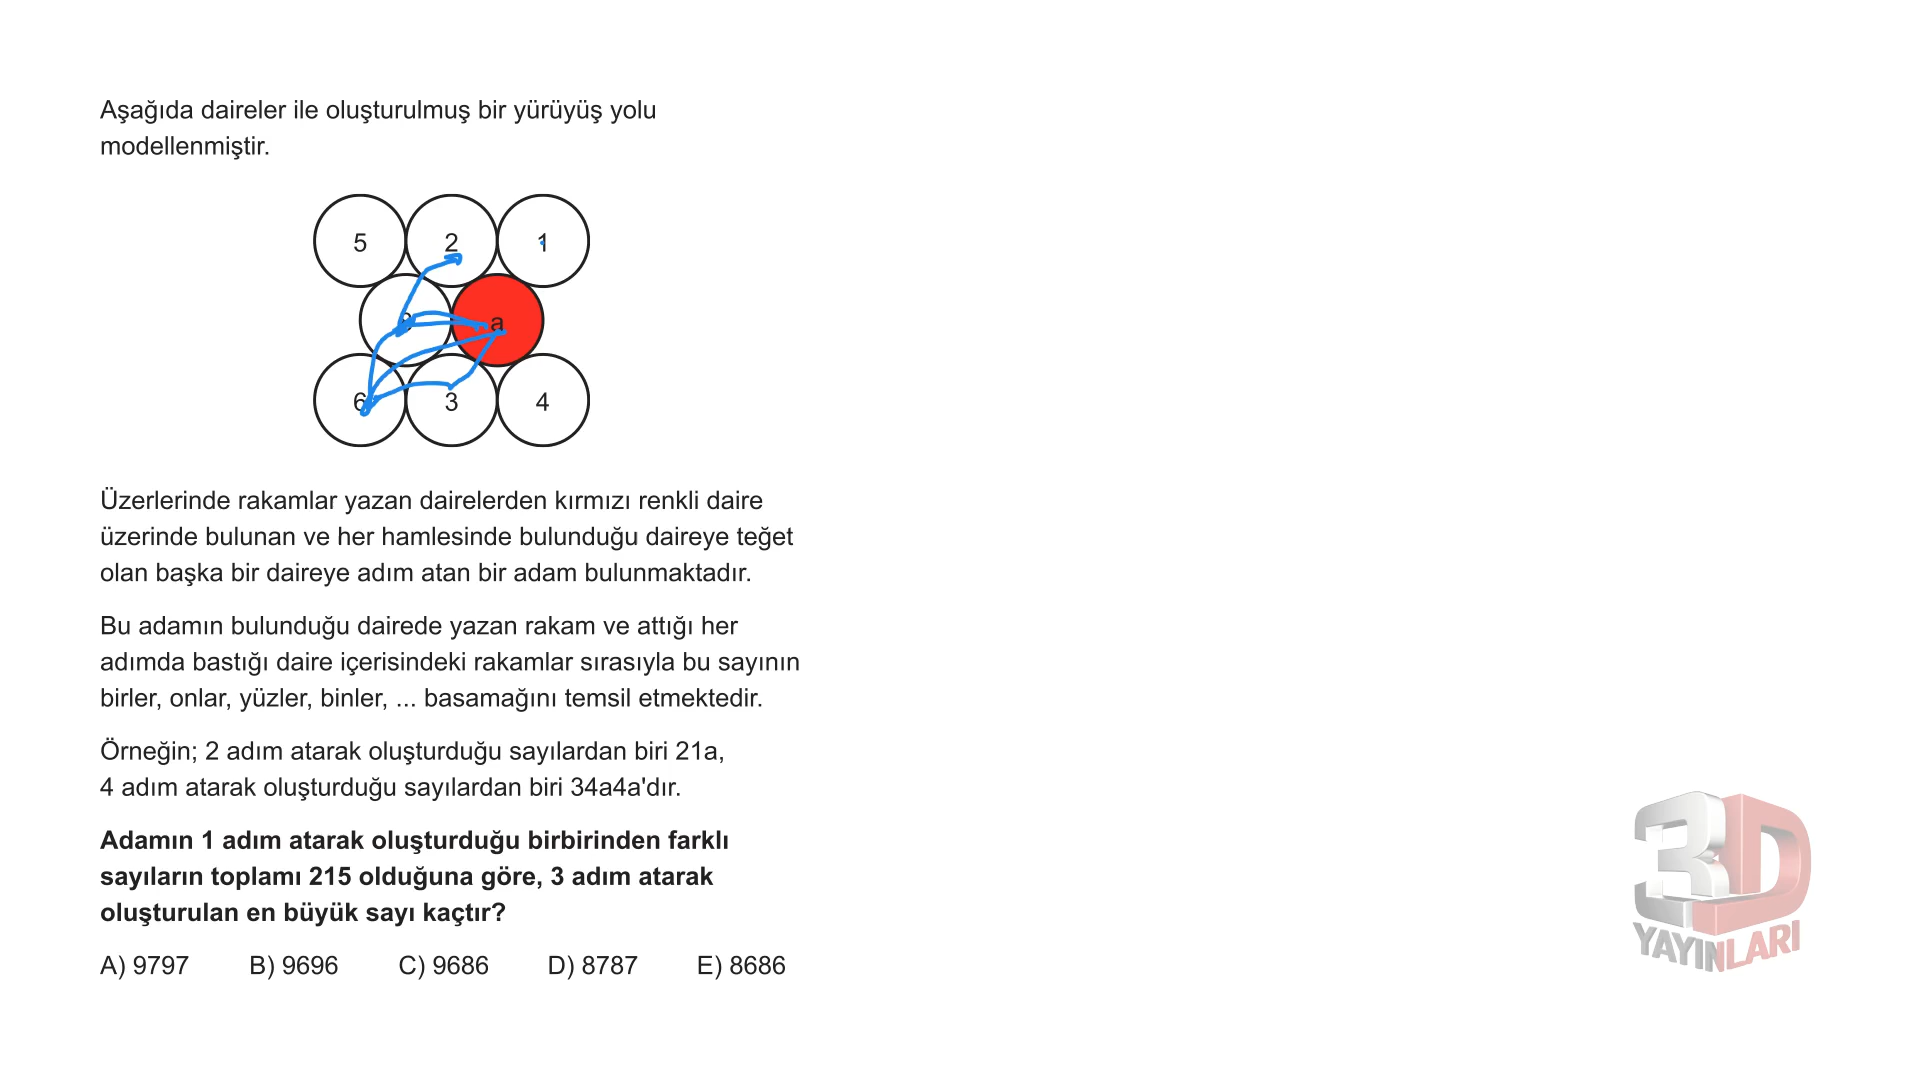 Aşağıda daireler ile oluşturulmuş bir yürüyüş yolu
modellenmiştir.
5 2 1
a
6 3 4
Üzerlerinde rakamlar yazan dairelerden kırmızı renkli daire
üzerinde bulunan ve her hamlesinde bulunduğu daireye teğet
olan başka bir daireye adım atan bir adam bulunmaktadır.
Bu adamın bulunduğu dairede yazan rakam ve attığı her
adımda bastığı daire içerisindeki rakamlar sırasıyla bu sayının
birler, onlar, yüzler, binler, ... basamağını temsil etmektedir.
Örneğin; 2 adım atarak oluşturduğu sayılardan biri 21a,
4 adım atarak oluşturduğu sayılardan biri 34a4a'dır.
Adamın 1 adım atarak oluşturduğu birbirinden farklı
sayıların toplamı 215 olduğuna göre, 3 adım atarak
oluşturulan en büyük sayı kaçtır?
A) 9797 B) 9696 C) 9686 D) 8787 E) 8686
3D
YAYINLARI